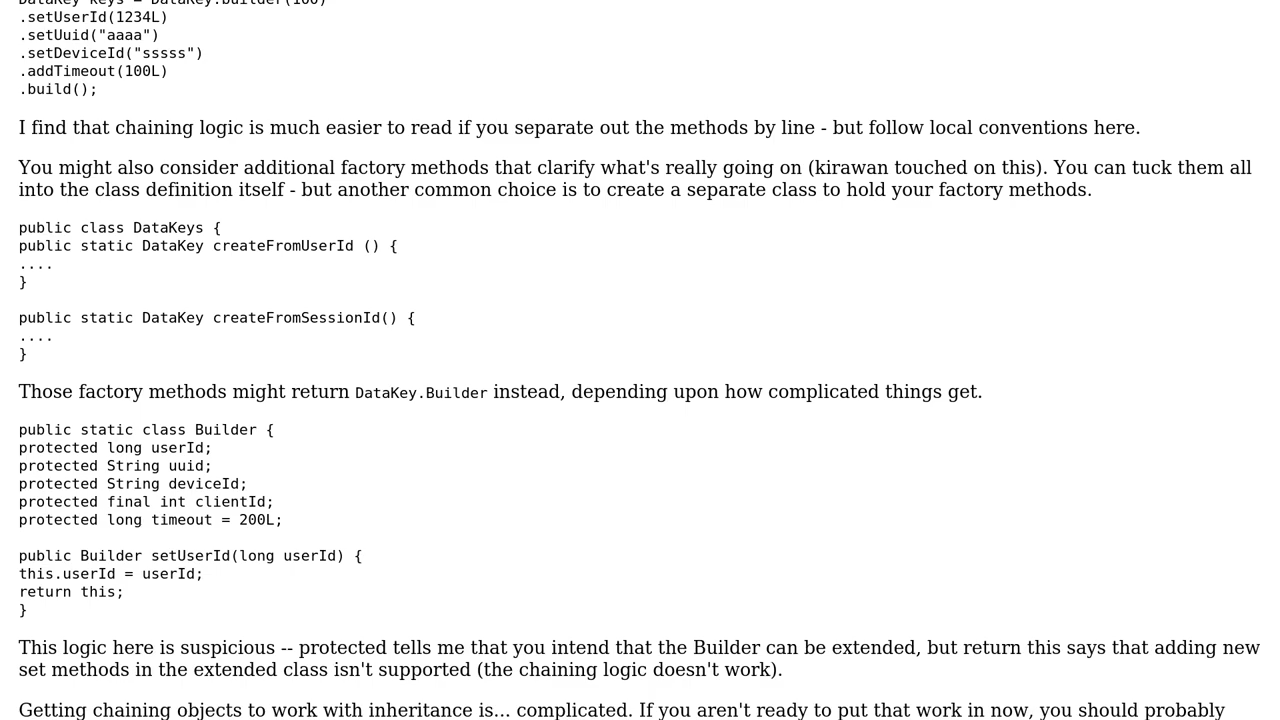 DataKey keys = DataKey.builder(100)
.setUserId(1234L)
.setUuid("aaaa")
.setDeviceId("sssss")
.addTimeout(100L)
.build();
I find that chaining logic is much easier to read if you separate out the methods by line - but follow local conventions here.
You might also consider additional factory methods that clarify what's really going on (kirawan touched on this). You can tuck them all
into the class definition itself - but another common choice is to create a separate class to hold your factory methods.
public class DataKeys {
public static DataKey createFromUserId () {
....
}
public static DataKey createFromSessionId() {
....
}
Those factory methods might return DataKey.Builder instead, depending upon how complicated things get.
public static class Builder {
protected long userId;
protected String uuid;
protected String deviceId;
protected final int clientId;
protected long timeout = 200L;
public Builder setUserId(long userId) {
this.userId = userId;
return this;
}
This logic here is suspicious -- protected tells me that you intend that the Builder can be extended, but return this says that adding new
set methods in the extended class isn't supported (the chaining logic doesn't work).
Getting chaining objects to work with inheritance is... complicated. If you aren't ready to put that work in now, you should probably